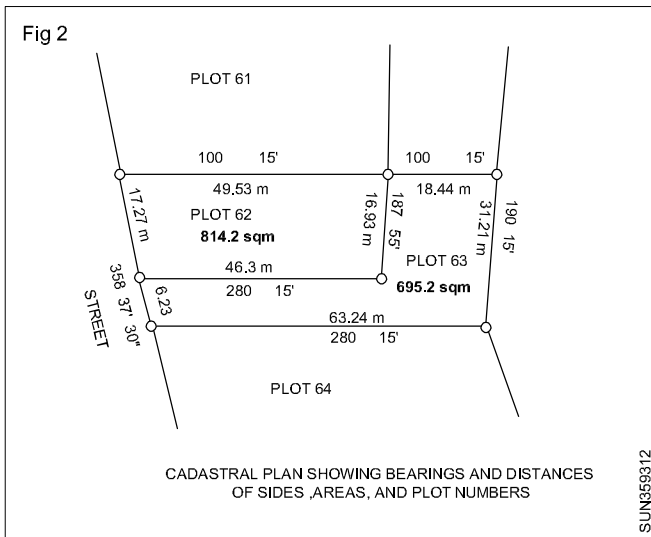 Fig 2
PLOT 61
100 15'
100 15'
49.53 m
18.44 m
17.27 m
PLOT 62
814.2 sqm
16.93 m
187 55'
31.21 m
190 15'
PLOT 63
695.2 sqm
46.3 m
280 15'
358 37' 30"
6.23
STREET
63.24 m
280 15'
PLOT 64
CADASTRAL PLAN SHOWING BEARINGS AND DISTANCES
OF SIDES ,AREAS, AND PLOT NUMBERS
SUN359312